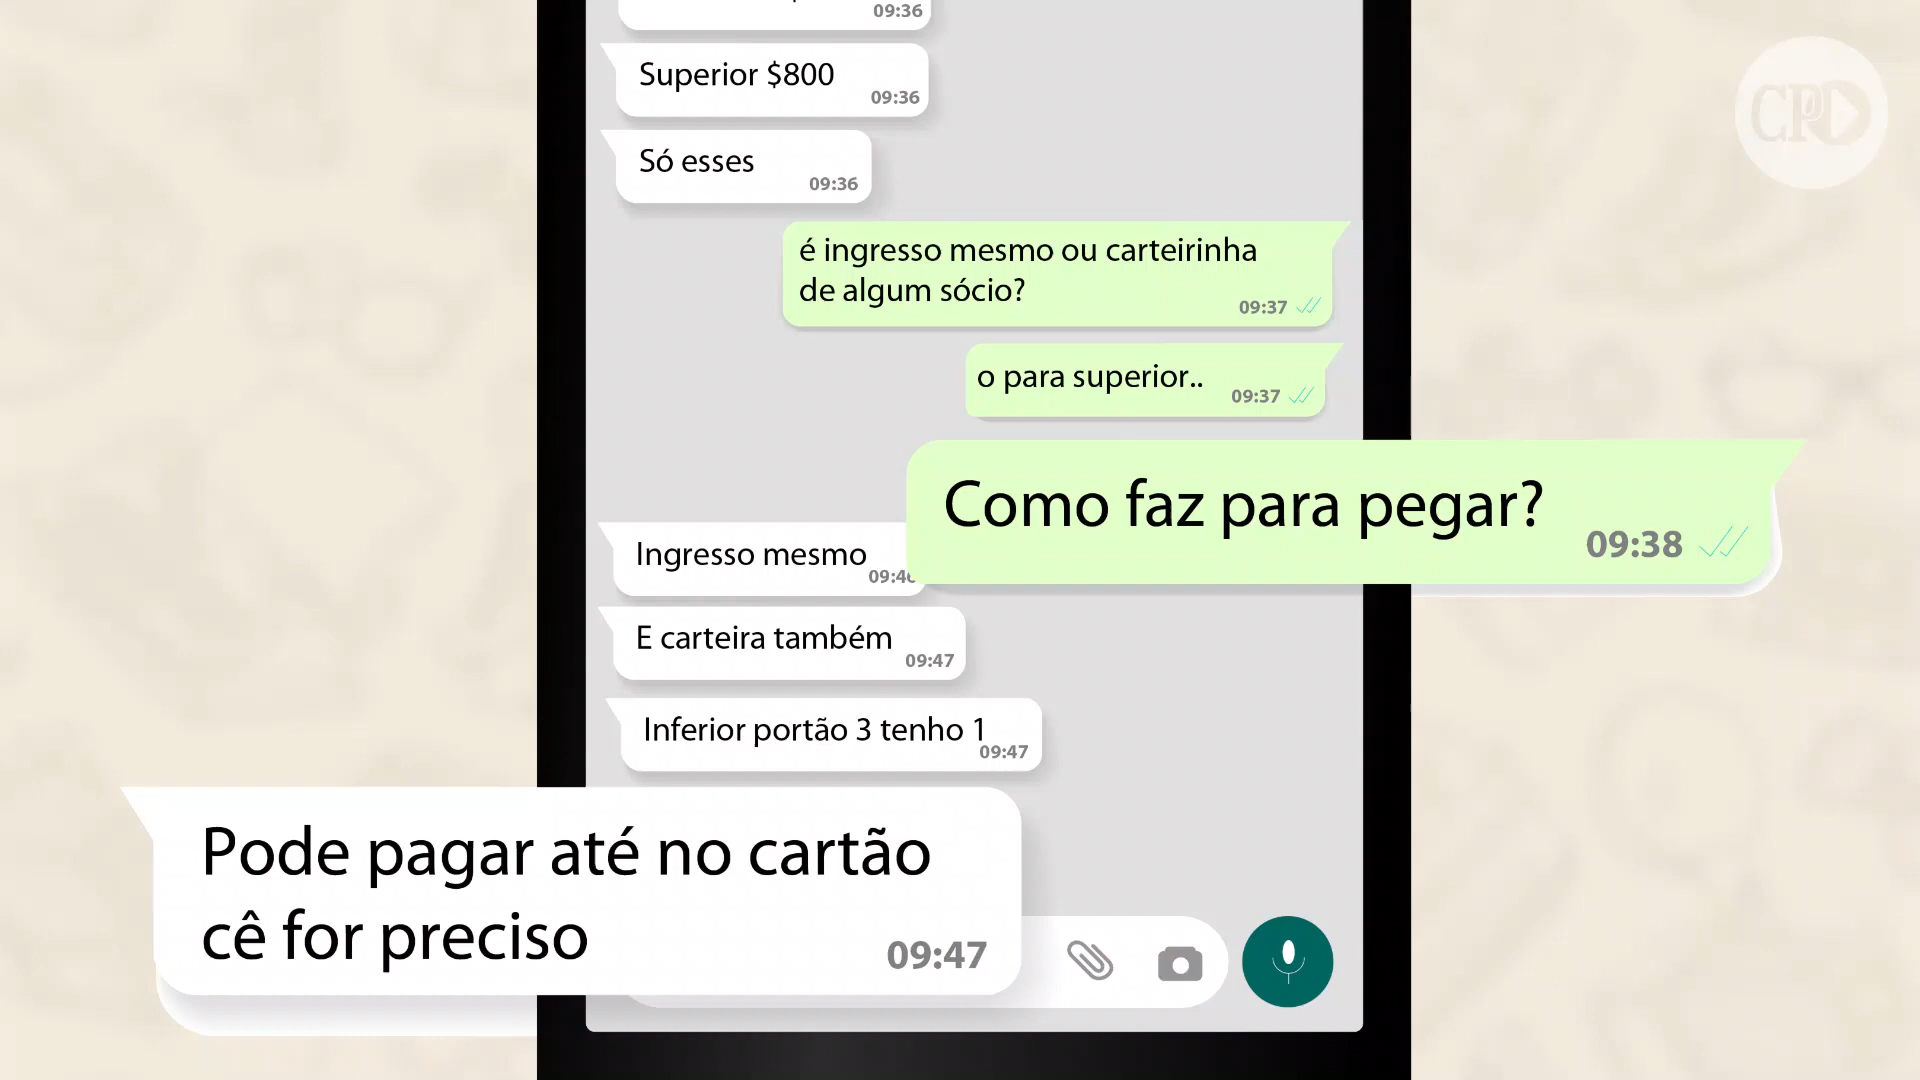 09:36
Superior $800
09:36
Só esses
09:36
é ingresso mesmo ou carteirinha
de algum sócio?
09:37
o para superior..
09:37
Como faz para pegar?
09:38
Ingresso mesmo
E carteira também
09:47
Inferior portão 3 tenho 1
09:47
Pode pagar até no cartão
cê for preciso
09:47